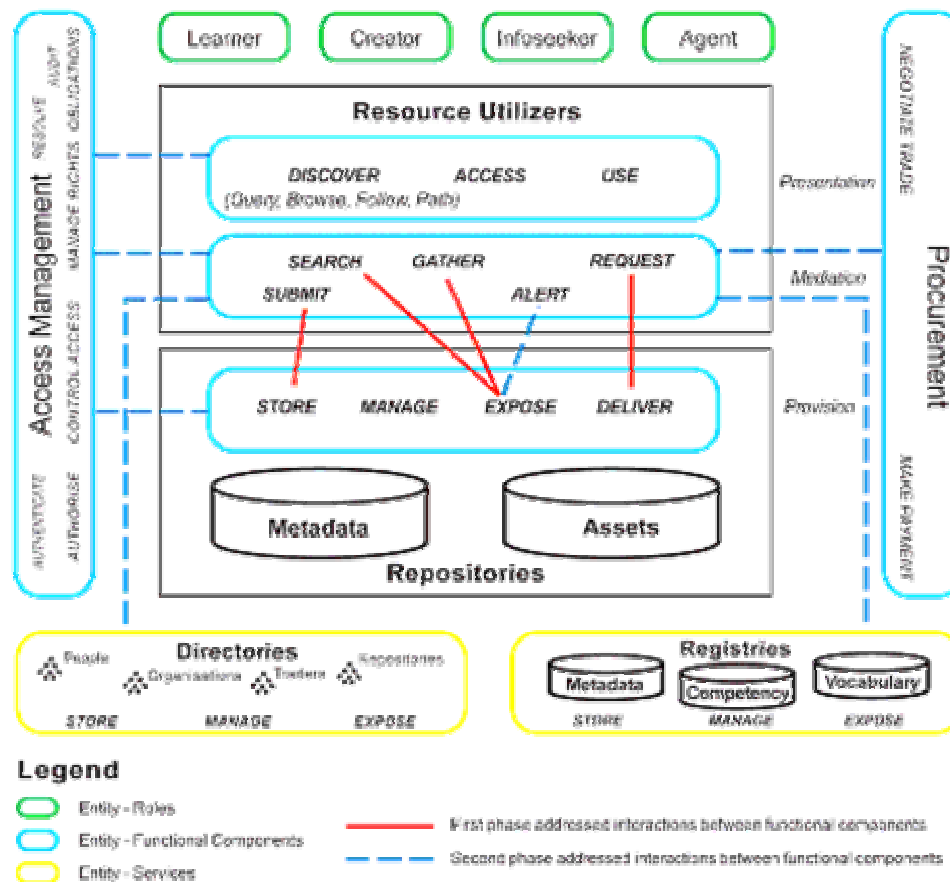 Learner Creator Infoseeker Agent
Access Management
AUTHENTICATE RESOLVE AUDIT
AUTHORISE CONTROL ACCESS MANAGE RIGHTS OBLIGATIONS
Resource Utilizers
DISCOVER ACCESS USE
(Query, Browse, Follow, Path)
Presentation
SEARCH GATHER REQUEST
SUBMIT ALERT
Mediation
STORE MANAGE EXPOSE DELIVER
Provision
Metadata Assets
Repositories
Procurement
NEGOTIATE TRADE
MAKE PAYMENT
Directories
People Organisations Traders Repositories
STORE MANAGE EXPOSE
Registries
Metadata Competency Vocabulary
STORE MANAGE EXPOSE
Legend
Entity - Roles
Entity - Functional Components
Entity - Services
First phase addressed interactions between functional components
Second phase addressed interactions between functional components